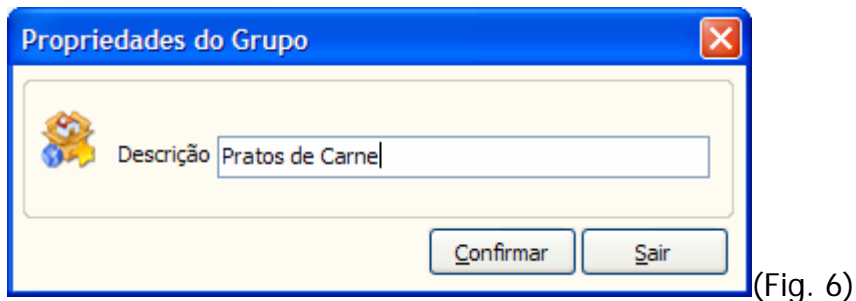 Propriedades do Grupo
Descrição Pratos de Carne
Confirmar Sair
(Fig. 6)